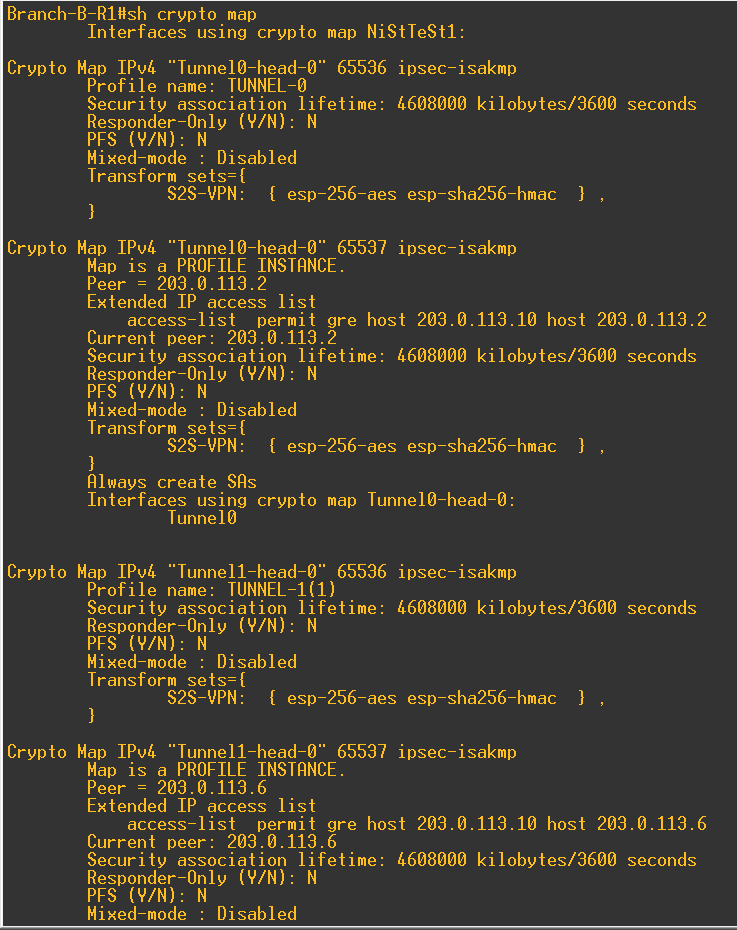 Branch-B-R1#sh crypto map
        Interfaces using crypto map NiStTeSt1:

Crypto Map IPv4 "Tunnel0-head-0" 65536 ipsec-isakmp
        Profile name: TUNNEL-0
        Security association lifetime: 4608000 kilobytes/3600 seconds
        Responder-Only (Y/N): N
        PFS (Y/N): N
        Mixed-mode : Disabled
        Transform sets={
                S2S-VPN:  { esp-256-aes esp-sha256-hmac  } ,
        }

Crypto Map IPv4 "Tunnel0-head-0" 65537 ipsec-isakmp
        Map is a PROFILE INSTANCE.
        Peer = 203.0.113.2
        Extended IP access list
            access-list  permit gre host 203.0.113.10 host 203.0.113.2
        Current peer: 203.0.113.2
        Security association lifetime: 4608000 kilobytes/3600 seconds
        Responder-Only (Y/N): N
        PFS (Y/N): N
        Mixed-mode : Disabled
        Transform sets={
                S2S-VPN:  { esp-256-aes esp-sha256-hmac  } ,
        }
        Always create SAs
        Interfaces using crypto map Tunnel0-head-0:
                Tunnel0

Crypto Map IPv4 "Tunnel1-head-0" 65536 ipsec-isakmp
        Profile name: TUNNEL-1(1)
        Security association lifetime: 4608000 kilobytes/3600 seconds
        Responder-Only (Y/N): N
        PFS (Y/N): N
        Mixed-mode : Disabled
        Transform sets={
                S2S-VPN:  { esp-256-aes esp-sha256-hmac  } ,
        }

Crypto Map IPv4 "Tunnel1-head-0" 65537 ipsec-isakmp
        Map is a PROFILE INSTANCE.
        Peer = 203.0.113.6
        Extended IP access list
            access-list  permit gre host 203.0.113.10 host 203.0.113.6
        Current peer: 203.0.113.6
        Security association lifetime: 4608000 kilobytes/3600 seconds
        Responder-Only (Y/N): N
        PFS (Y/N): N
        Mixed-mode : Disabled